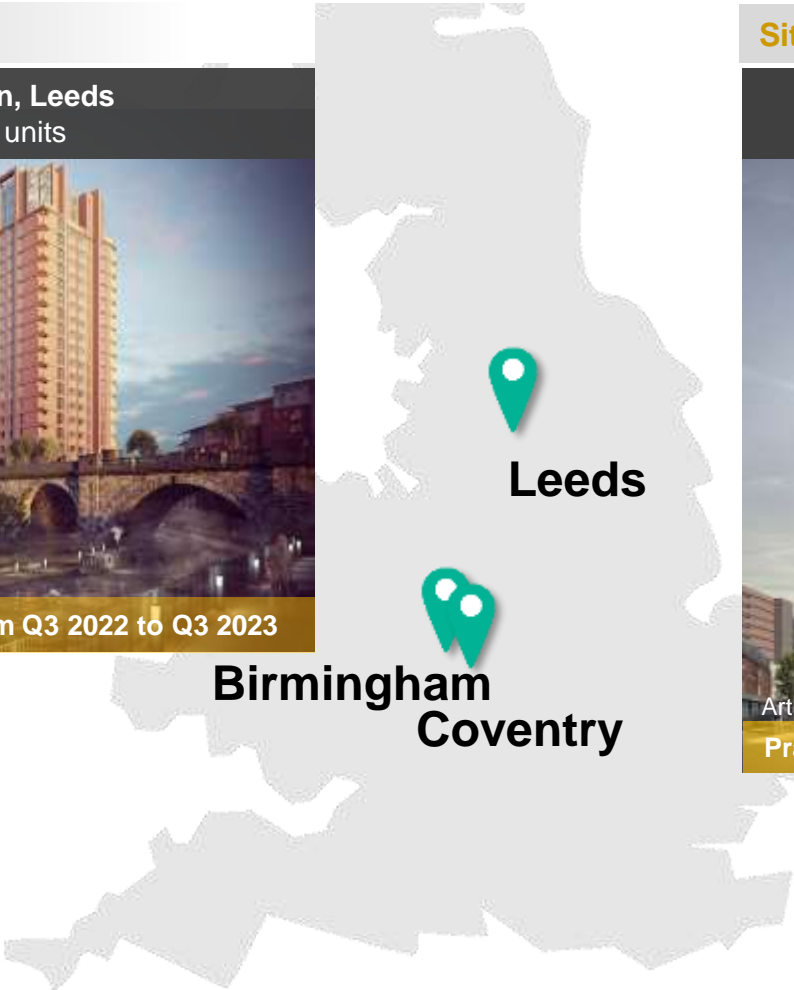 Sit
n, Leeds
units
m Q3 2022 to Q3 2023
Leeds
Birmingham
Coventry
Art
Pr